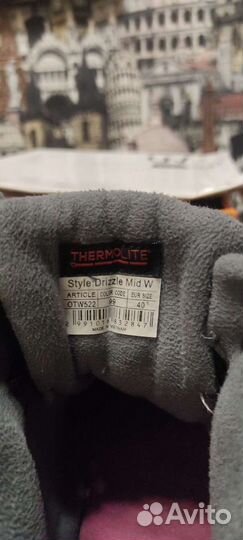 THERMOLITE
Style:Drizzle Mid W
ARTICLE COLOR CODE EUR SIZE
OTW522 99 40
MADE IN VIETNAM
Avito